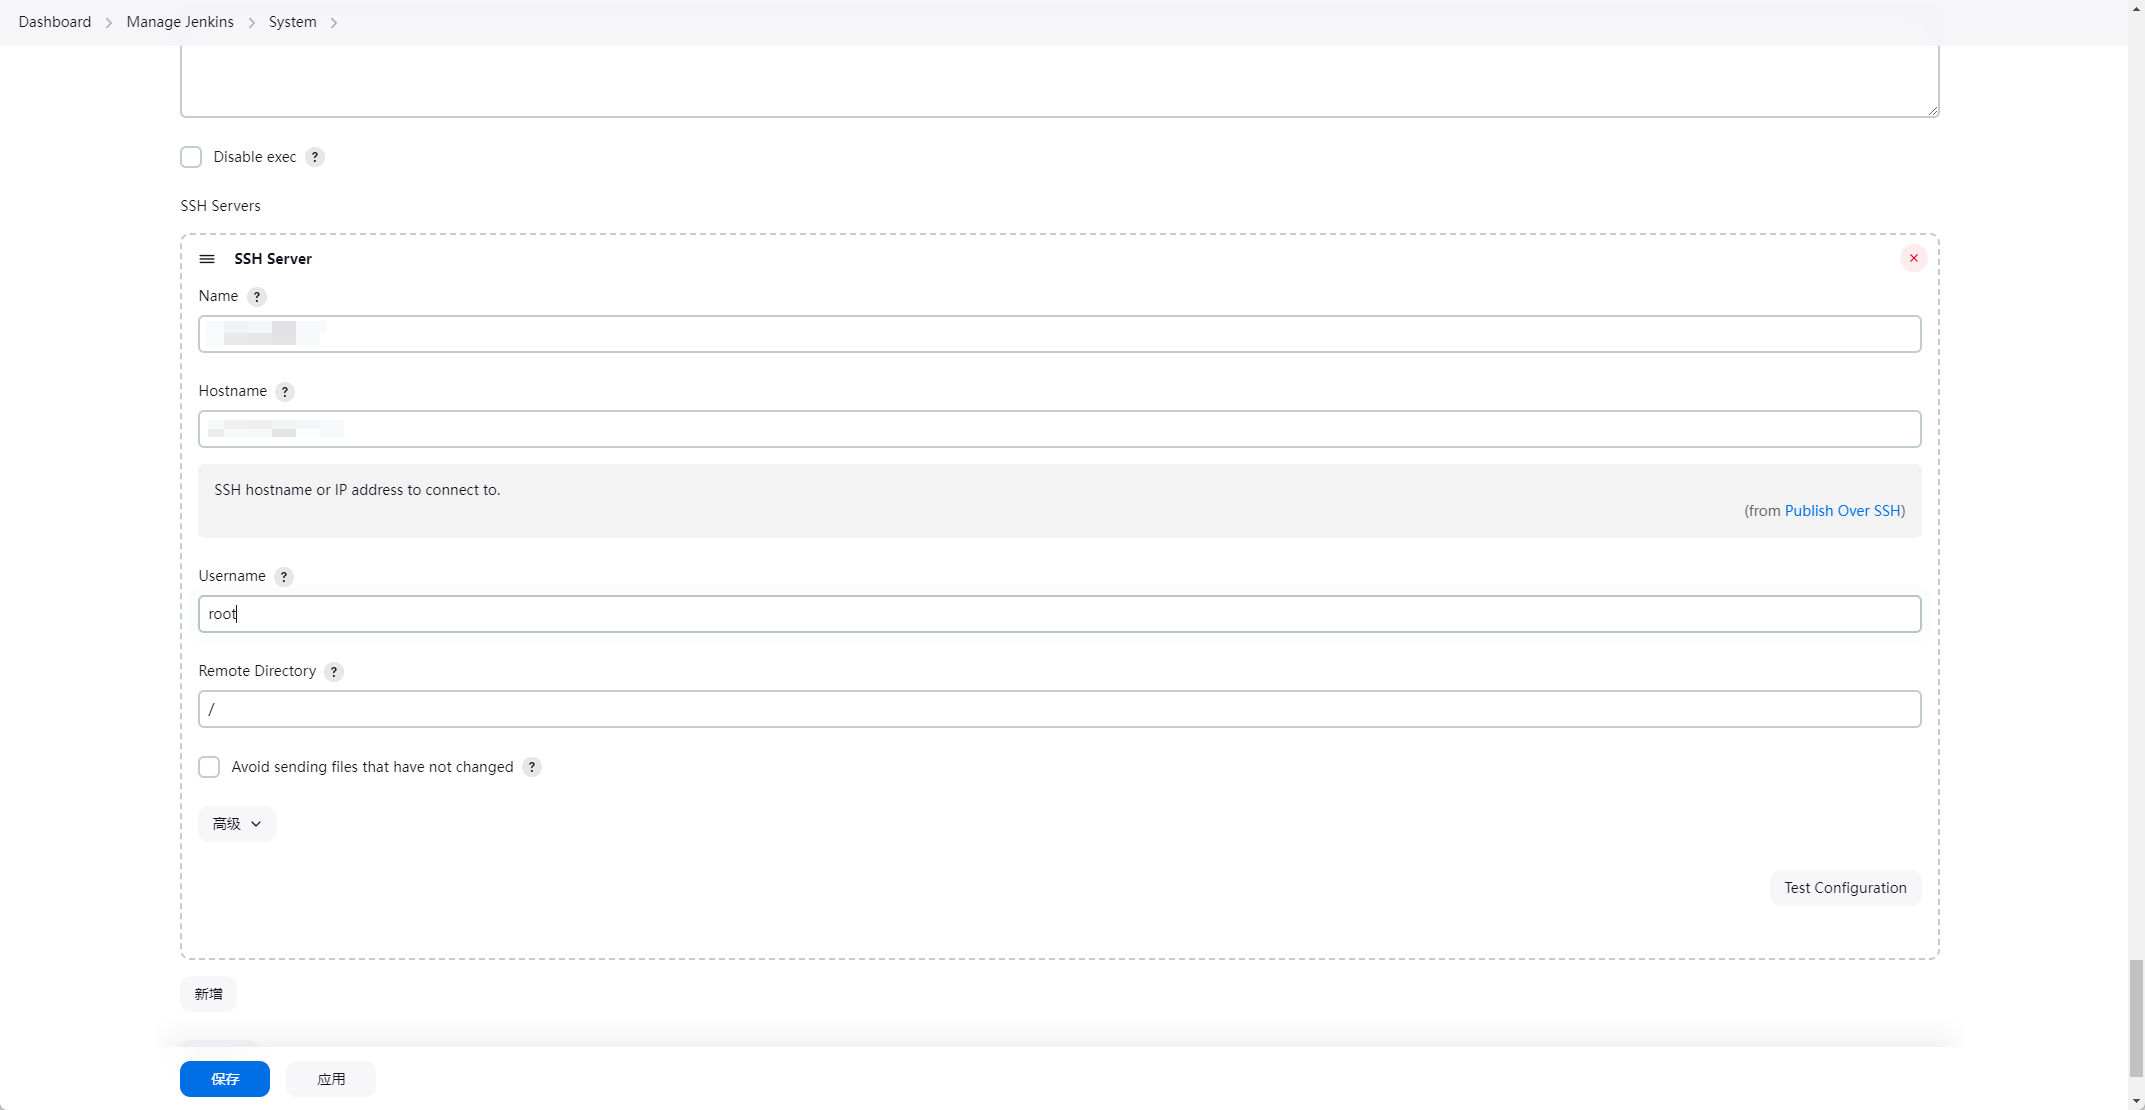 Dashboard > Manage Jenkins > System >
Disable exec ?
SSH Servers
SSH Server
Name ?
Hostname ?
SSH hostname or IP address to connect to.
(from Publish Over SSH)
Username ?
root
Remote Directory ?
/
Avoid sending files that have not changed ?
高级
Test Configuration
新增
保存 应用